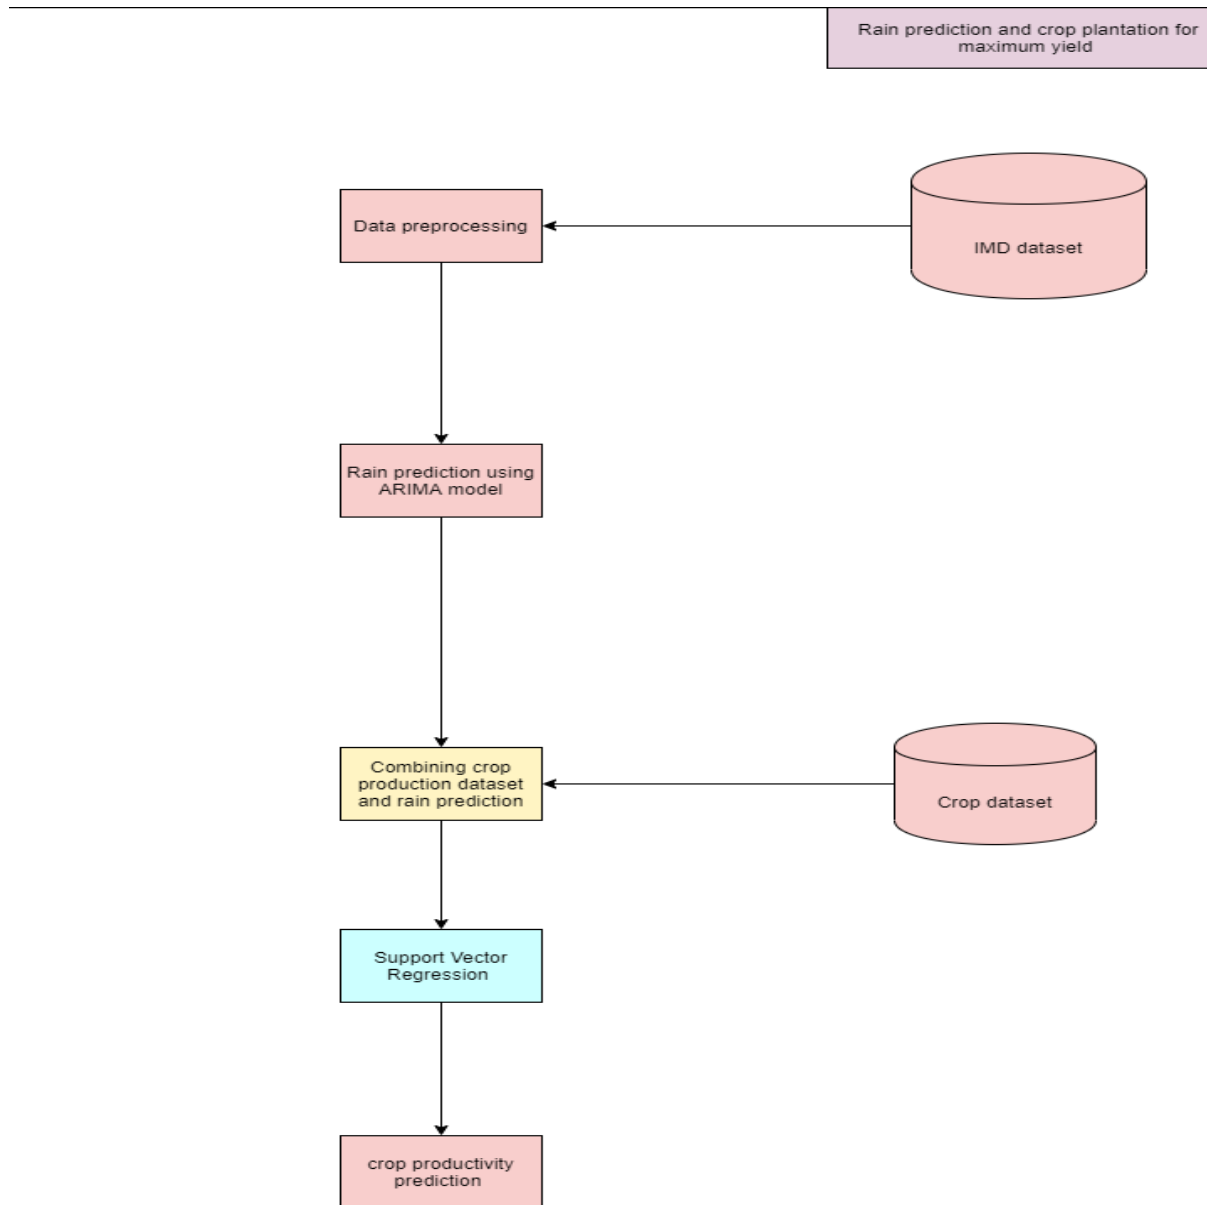 Rain prediction and crop plantation for
maximum yield
Data preprocessing
IMD dataset
Rain prediction using
ARIMA model
Combining crop
production dataset
and rain prediction
Crop dataset
Support Vector
Regression
crop productivity
prediction